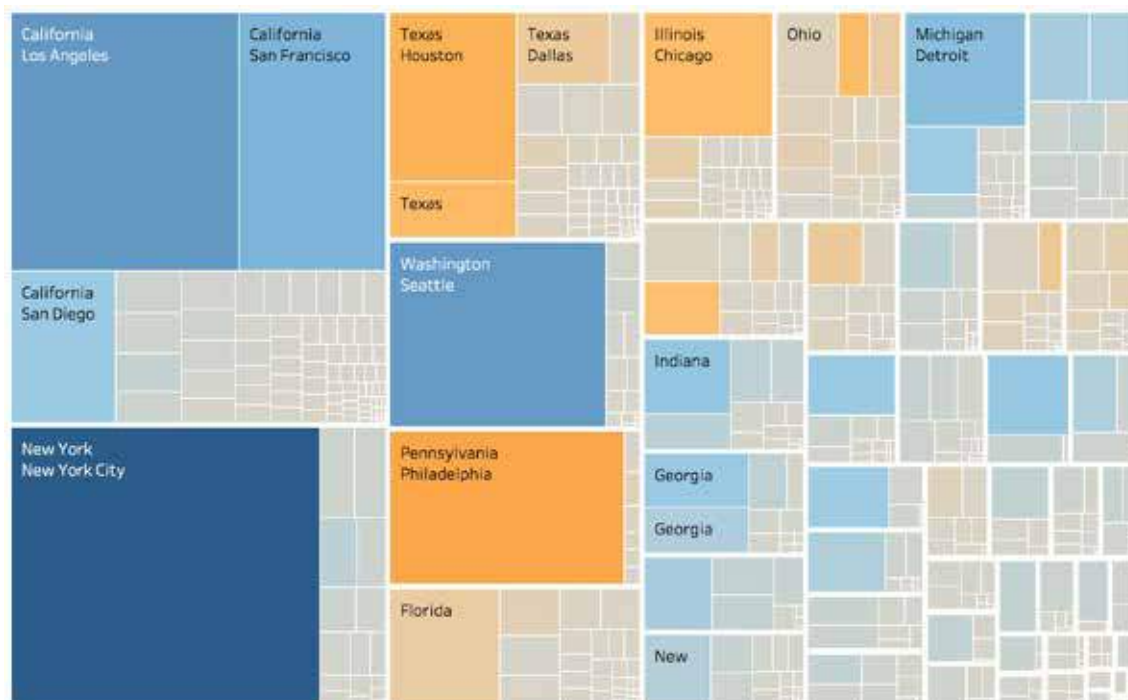 California
Los Angeles
California
San Francisco
California
San Diego
New York
New York City
Texas
Houston
Texas
Dallas
Texas
Washington
Seattle
Pennsylvania
Philadelphia
Florida
Illinois
Chicago
Ohio
Michigan
Detroit
Indiana
Georgia
Georgia
New